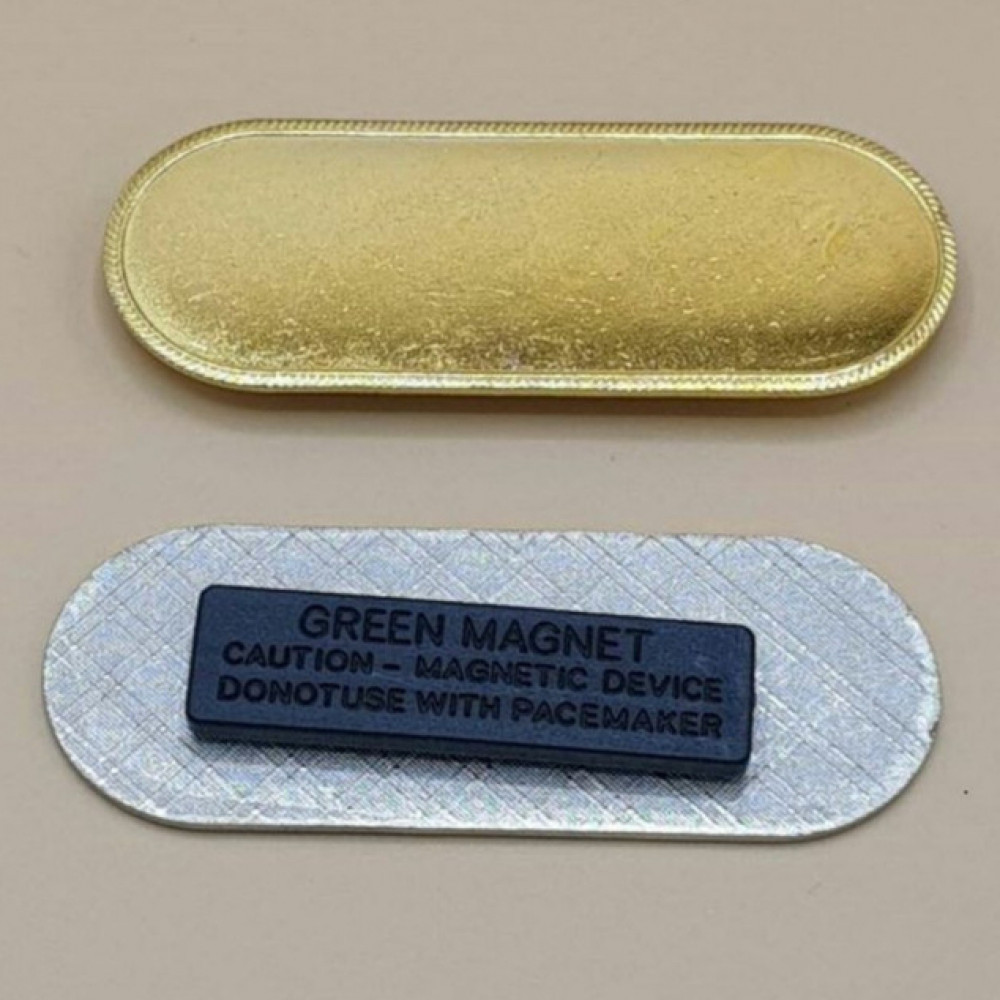 GREEN MAGNET
CAUTION - MAGNETIC DEVICE
DONOTUSE WITH PACEMAKER